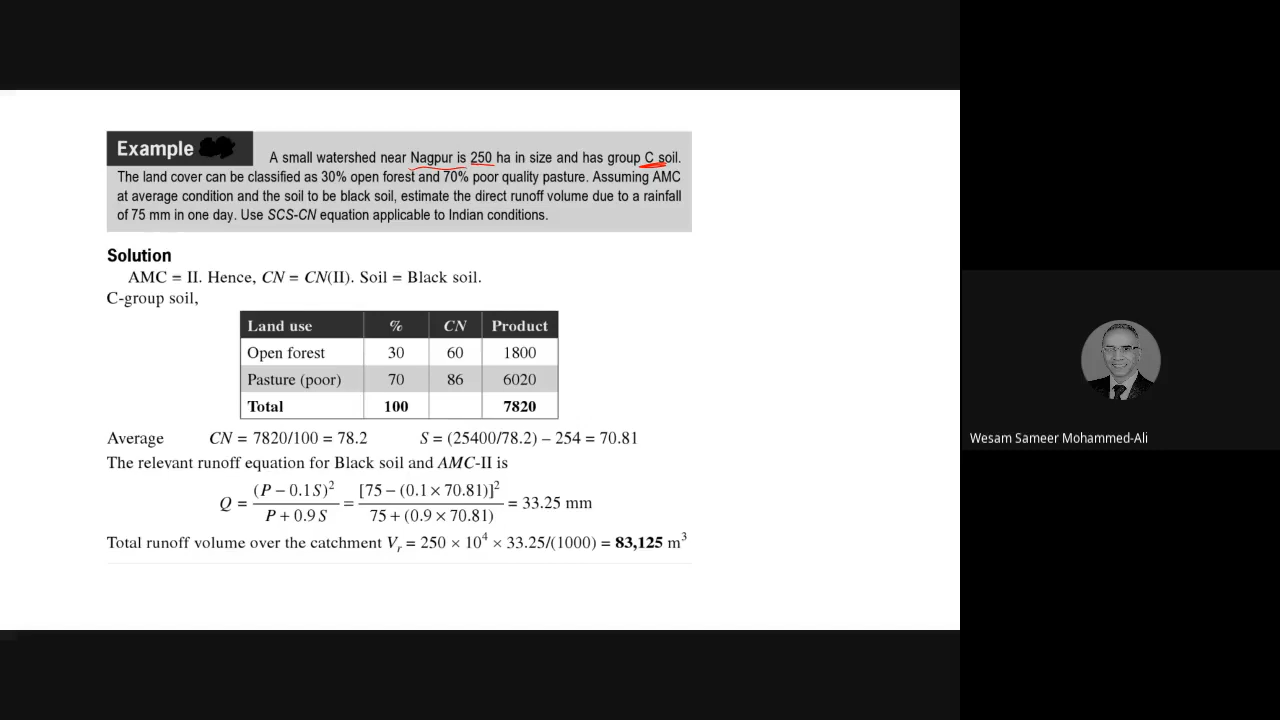 Example
A small watershed near Nagpur is 250 ha in size and has group C soil.
The land cover can be classified as 30% open forest and 70% poor quality pasture. Assuming AMC
at average condition and the soil to be black soil, estimate the direct runoff volume due to a rainfall
of 75 mm in one day. Use SCS-CN equation applicable to Indian conditions.
Solution
AMC = II. Hence, CN = CN(II). Soil = Black soil.
C-group soil,
Land use % CN Product
Open forest 30 60 1800
Pasture (poor) 70 86 6020
Total 100 7820
Average CN = 7820/100 = 78.2 S = (25400/78.2) – 254 = 70.81
The relevant runoff equation for Black soil and AMC-II is
Q = (P – 0.1S)² / P + 0.9S = [75 – (0.1 × 70.81)]² / 75 + (0.9 × 70.81) = 33.25 mm
Total runoff volume over the catchment Vr = 250 × 10⁴ × 33.25/(1000) = 83,125 m³
Wesam Sameer Mohammed-Ali